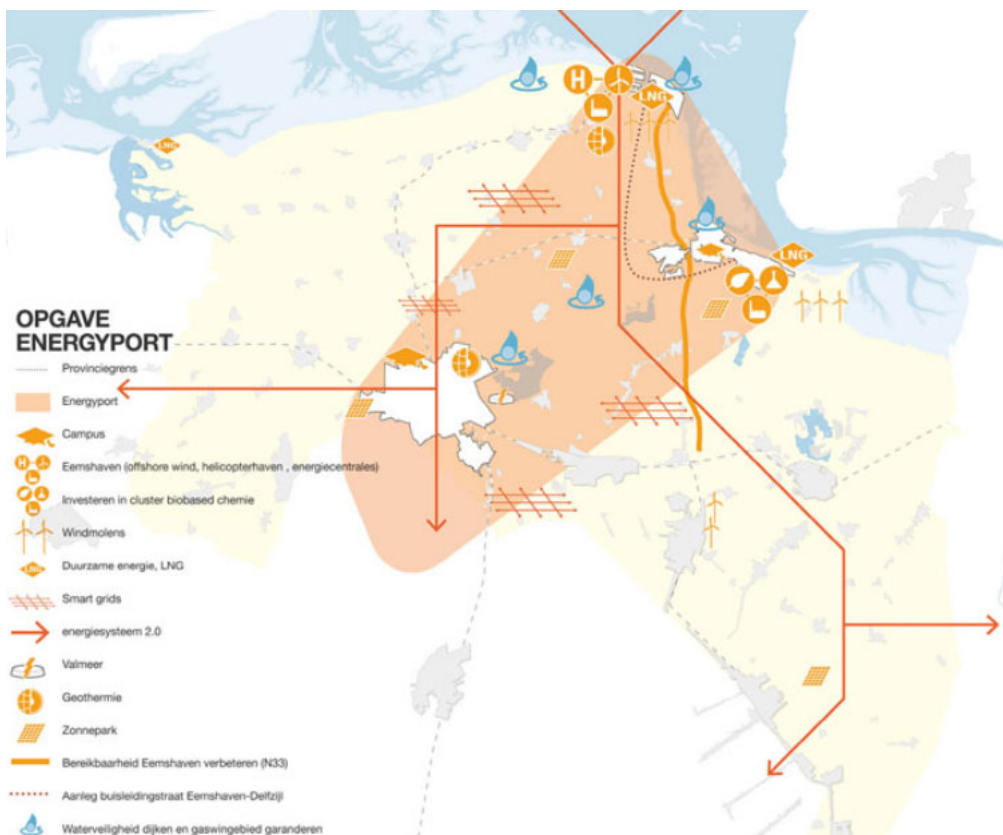 H
LNG
LNG
LNG
OPGAVE
ENERGYPORT
Provinciegrens
Energyport
Campus
H
Eemshaven (offshore wind, helicopterhaven , energiecentrales)
Investeren in cluster biobased chemie
Windmolens
LNG
Duurzame energie, LNG
Smart grids
energiesysteem 2.0
Valmeer
Geothermie
Zonnepark
Bereikbaarheid Eemshaven verbeteren (N33)
Aanleg buisleidingstraat Eemshaven-Delfzijl
Waterveiligheid dijken en gaswingebied garanderen